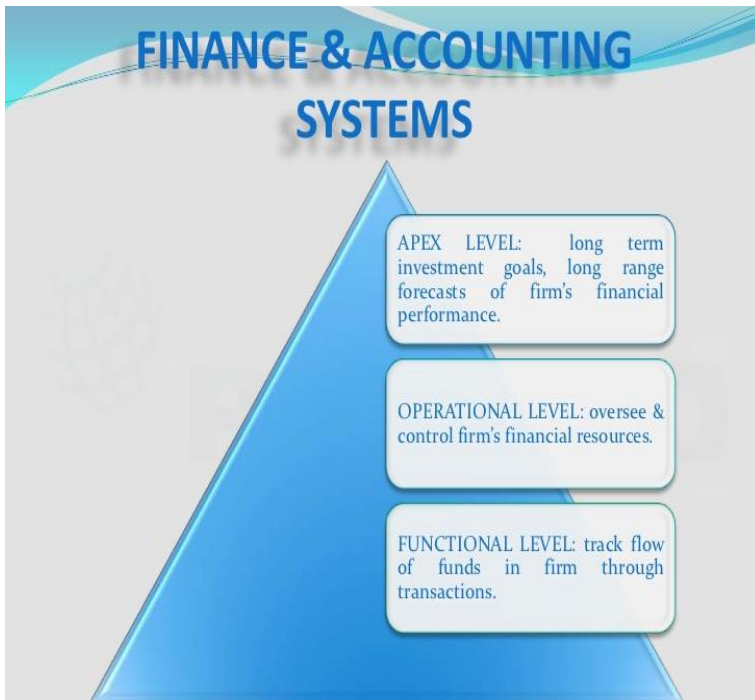 FINANCE & ACCOUNTING
SYSTEMS
APEX LEVEL: long term
investment goals, long range
forecasts of firm's financial
performance.
OPERATIONAL LEVEL: oversee &
control firm's financial resources.
FUNCTIONAL LEVEL: track flow
of funds in firm through
transactions.